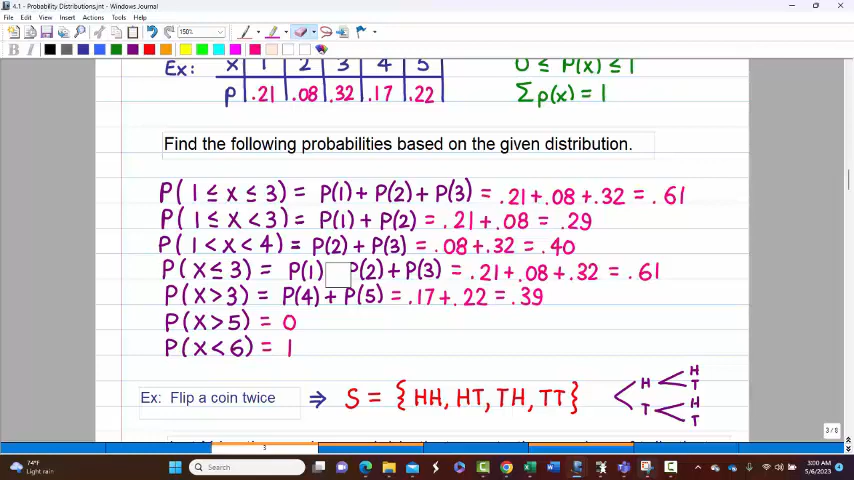 4.1 - Probability Distributions.jnt - Windows Journal
File Edit View Insert Actions Tools Help
150%
B I
Ex: x 1 2 3 4 5
0 ≤ P(x) ≤ 1
P .21 .08 .32 .17 .22
Σp(x) = 1
Find the following probabilities based on the given distribution.
P( 1 ≤ x ≤ 3) = P(1) + P(2) + P(3) = .21 + .08 + .32 = .61
P( 1 ≤ x < 3) = P(1) + P(2) = .21 + .08 = .29
P( 1 < x < 4) = P(2) + P(3) = .08 + .32 = .40
P( x ≤ 3) = P(1) P(2) + P(3) = .21 + .08 + .32 = .61
P( x > 3) = P(4) + P(5) = .17 + .22 = .39
P( x > 5) = 0
P( x < 6) = 1
Ex: Flip a coin twice ⇒ S = {HH, HT, TH, TT}
H
H
T
T
H
T
3 / 8
3
74°F
Light rain
Search
3:00 AM
5/6/2023